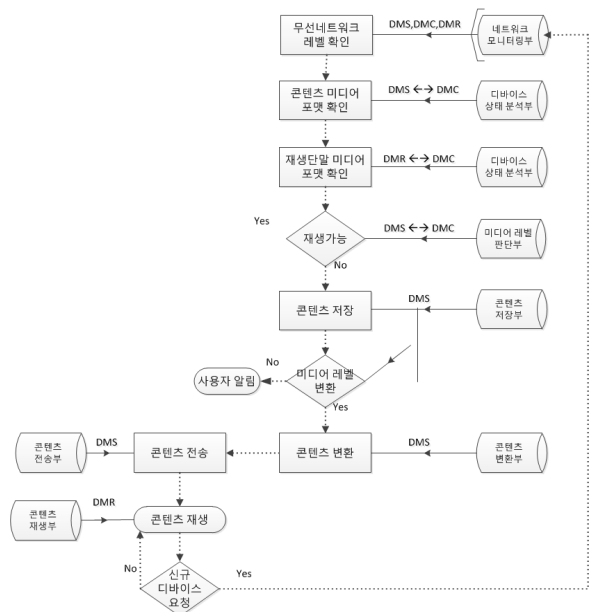 무선네트워크
레벨 확인
DMS,DMC,DMR
네트워크
모니터링부
콘텐츠 미디어
포맷 확인
DMS ←→ DMC
디바이스
상태 분석부
재생단말 미디어
포맷 확인
DMR ←→ DMC
디바이스
상태 분석부
Yes
재생가능
DMS ←→ DMC
미디어 레벨
판단부
No
콘텐츠 저장
DMS
콘텐츠
저장부
No
사용자 알림
미디어 레벨
변환
Yes
콘텐츠
전송부
DMS
콘텐츠 전송
콘텐츠 변환
DMS
콘텐츠
변환부
콘텐츠
재생부
DMR
콘텐츠 재생
No
신규
디바이스
요청
Yes